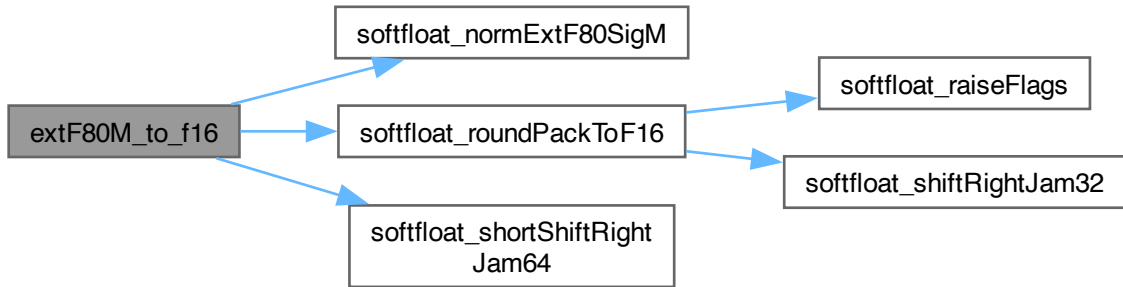 softfloat_normExtF80SigM
softfloat_raiseFlags
extF80M_to_f16
softfloat_roundPackToF16
softfloat_shiftRightJam32
softfloat_shortShiftRight
Jam64